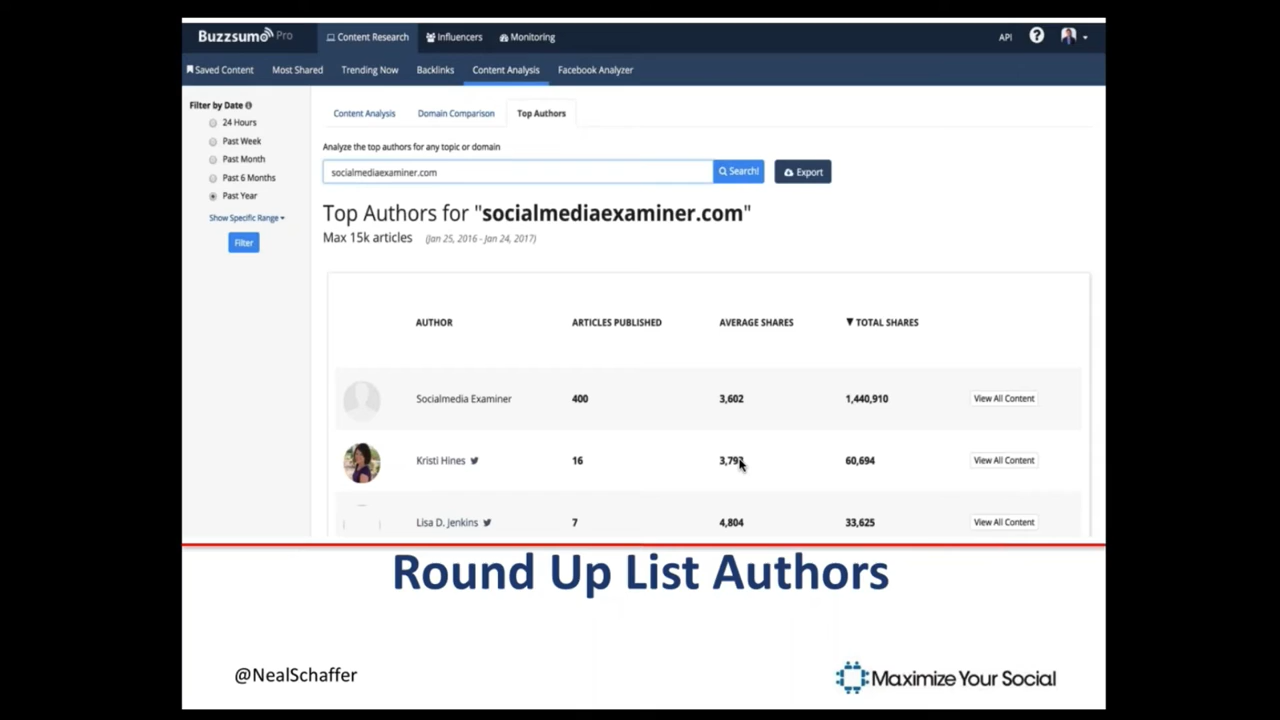 Buzzsumo Pro Content Research Influencers Monitoring API ?
Saved Content Most Shared Trending Now Backlinks Content Analysis Facebook Analyzer
Filter by Date
24 Hours
Past Week
Past Month
Past 6 Months
Past Year
Show Specific Range
Filter
Content Analysis Domain Comparison Top Authors
Analyze the top authors for any topic or domain
socialmediaexaminer.com Search! Export
Top Authors for "socialmediaexaminer.com"
Max 15k articles (Jan 25, 2016 - Jan 24, 2017)
AUTHOR ARTICLES PUBLISHED AVERAGE SHARES ▼ TOTAL SHARES
Socialmedia Examiner 400 3,602 1,440,910 View All Content
Kristi Hines 16 60,694 View All Content
Lisa D. Jenkins 7 4,804 33,625 View All Content
Round Up List Authors
@NealSchaffer
Maximize Your Social